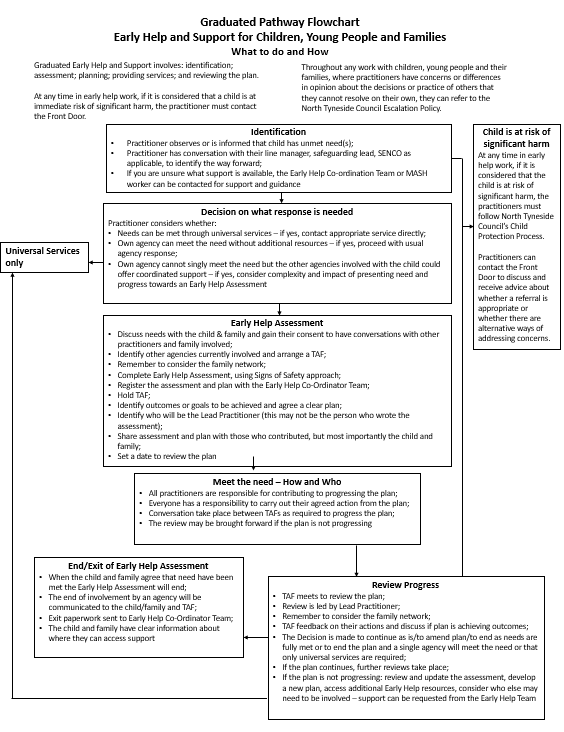 Graduated Pathway Flowchart
Early Help and Support for Children, Young People and Families
What to do and How
Graduated Early Help and Support involves: identification;
assessment; planning; providing services; and reviewing the plan.
At any time in early help work, if it is considered that a child is at
immediate risk of significant harm, the practitioner must contact
the Front Door.
Throughout any work with children, young people and their
families, where practitioners have concerns or differences
in opinion about the decisions or practice of others that
they cannot resolve on their own, they can refer to the
North Tyneside Council Escalation Policy.
Identification
• Practitioner observes or is informed that child has unmet need(s);
• Practitioner has conversation with their line manager, safeguarding lead, SENCO as
applicable, to identify the way forward;
• If you are unsure what support is available, the Early Help Co-ordination Team or MASH
worker can be contacted for support and guidance
Child is at risk of
significant harm
At any time in early
help work, if it is
considered that the
child is at risk of
significant harm, the
practitioners must
follow North Tyneside
Council's Child
Protection Process.
Practitioners can
contact the Front
Door to discuss and
receive advice about
whether a referral is
appropriate or
whether there are
alternative ways of
addressing concerns.
Decision on what response is needed
Practitioner considers whether:
• Needs can be met through universal services – if yes, contact appropriate service directly;
• Own agency can meet the need without additional resources – if yes, proceed with usual
agency response;
• Own agency cannot singly meet the need but the other agencies involved with the child could
offer coordinated support – if yes, consider complexity and impact of presenting need and
progress towards an Early Help Assessment
Universal Services
only
Early Help Assessment
• Discuss needs with the child & family and gain their consent to have conversations with other
practitioners and family involved;
• Identify other agencies currently involved and arrange a TAF;
• Remember to consider the family network;
• Complete Early Help Assessment, using Signs of Safety approach;
• Register the assessment and plan with the Early Help Co-Ordinator Team;
• Hold TAF;
• Identify outcomes or goals to be achieved and agree a clear plan;
• Identify who will be the Lead Practitioner (this may not be the person who wrote the
assessment);
• Share assessment and plan with those who contributed, but most importantly the child and
family;
• Set a date to review the plan
Meet the need – How and Who
• All practitioners are responsible for contributing to progressing the plan;
• Everyone has a responsibility to carry out their agreed action from the plan;
• Conversation take place between TAFs as required to progress the plan;
• The review may be brought forward if the plan is not progressing
End/Exit of Early Help Assessment
• When the child and family agree that need have been
met the Early Help Assessment will end;
• The end of involvement by an agency will be
communicated to the child/family and TAF;
• Exit paperwork sent to Early Help Co-Ordinator Team;
• The child and family have clear information about
where they can access support
Review Progress
• TAF meets to review the plan;
• Review is led by Lead Practitioner;
• Remember to consider the family network;
• TAF feedback on their actions and discuss if plan is achieving outcomes;
• The Decision is made to continue as is/to amend plan/to end as needs are
fully met or to end the plan and a single agency will meet the need or that
only universal services are required;
• If the plan continues, further reviews take place;
• If the plan is not progressing: review and update the assessment, develop
a new plan, access additional Early Help resources, consider who else may
need to be involved – support can be requested from the Early Help Team